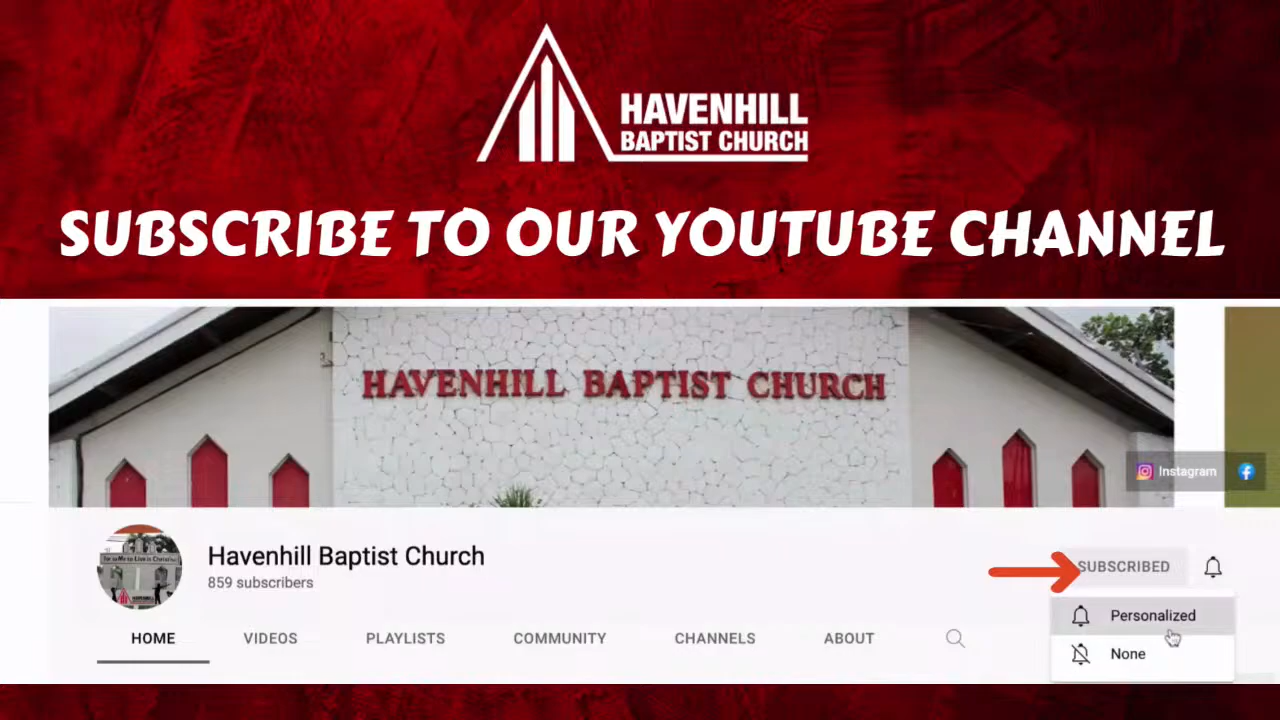 HAVENHILL
BAPTIST CHURCH
SUBSCRIBE TO OUR YOUTUBE CHANNEL
HAVENHILL BAPTIST CHURCH
Instagram
Havenhill Baptist Church
859 subscribers
SUBSCRIBED
Personalized
None
HOME VIDEOS PLAYLISTS COMMUNITY CHANNELS ABOUT